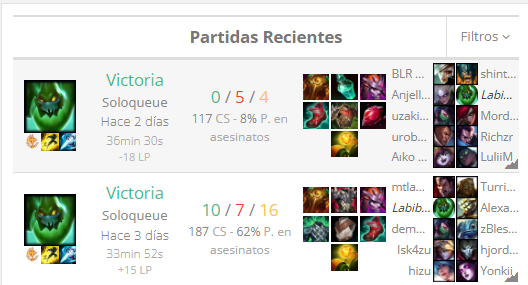 Partidas Recientes
Filtros
Victoria
Soloqueue
Hace 2 días
36min 30s
-18 LP
0 / 5 / 4
117 CS - 8% P. en
asesinatos
BLR ...
Anjell...
uzaki...
urob...
Aiko ...
shint...
Labi...
Mord...
Richzr
LuliiM
Victoria
Soloqueue
Hace 3 días
33min 52s
+15 LP
10 / 7 / 16
187 CS - 62% P. en
asesinatos
mtla...
Labib...
dem...
Isk4zu
hizu
Turri...
Alexa...
zBles...
hjord...
Yonkii